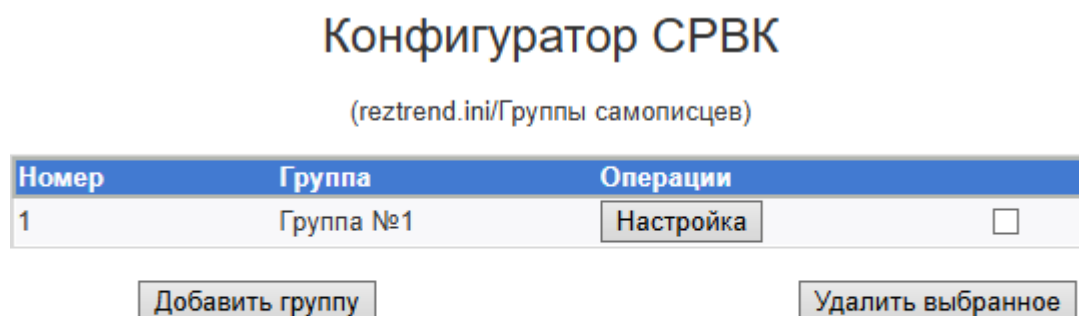 Конфигуратор СРВК
(reztrend.ini/Группы самописцев)
Номер Группа Операции
1 Группа №1 Настройка
Добавить группу Удалить выбранное